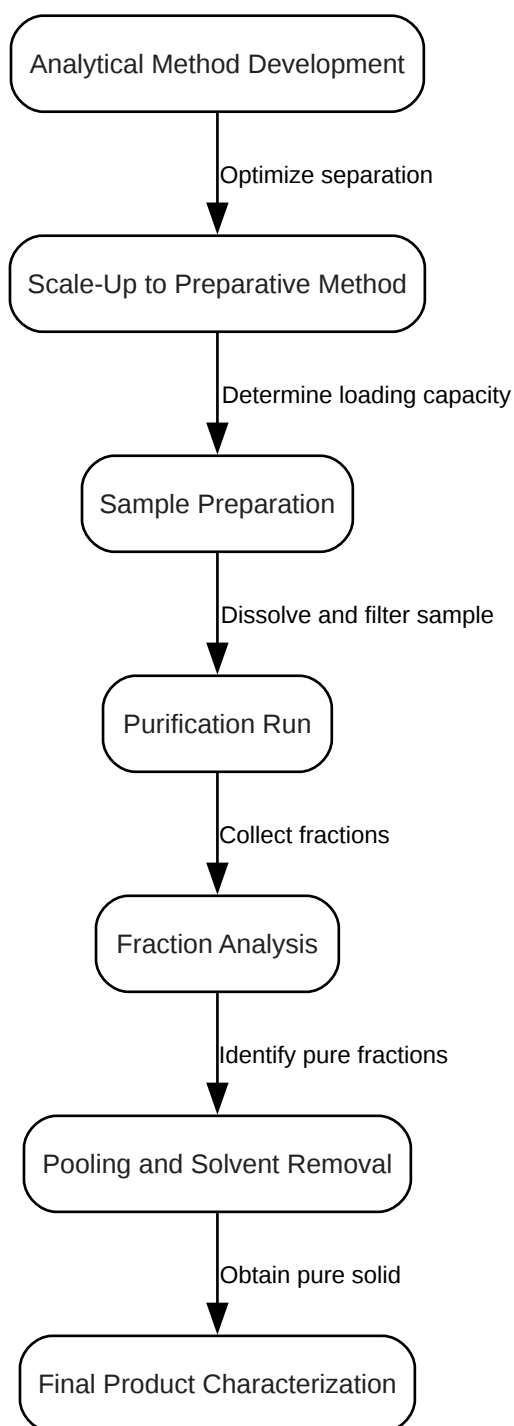 Analytical Method Development
Optimize separation
Scale-Up to Preparative Method
Determine loading capacity
Sample Preparation
Dissolve and filter sample
Purification Run
Collect fractions
Fraction Analysis
Identify pure fractions
Pooling and Solvent Removal
Obtain pure solid
Final Product Characterization